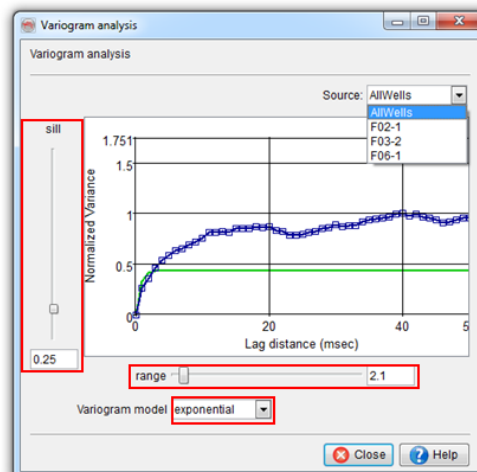 Variogram analysis
Variogram analysis
Source: AllWells
AllWells
F02-1
F03-2
F06-1
sill
1.751
1.5
1
0.5
0
Normalized Variance
0 20 40 5
Lag distance (msec)
0.25
range 2.1
Variogram model exponential
Close Help